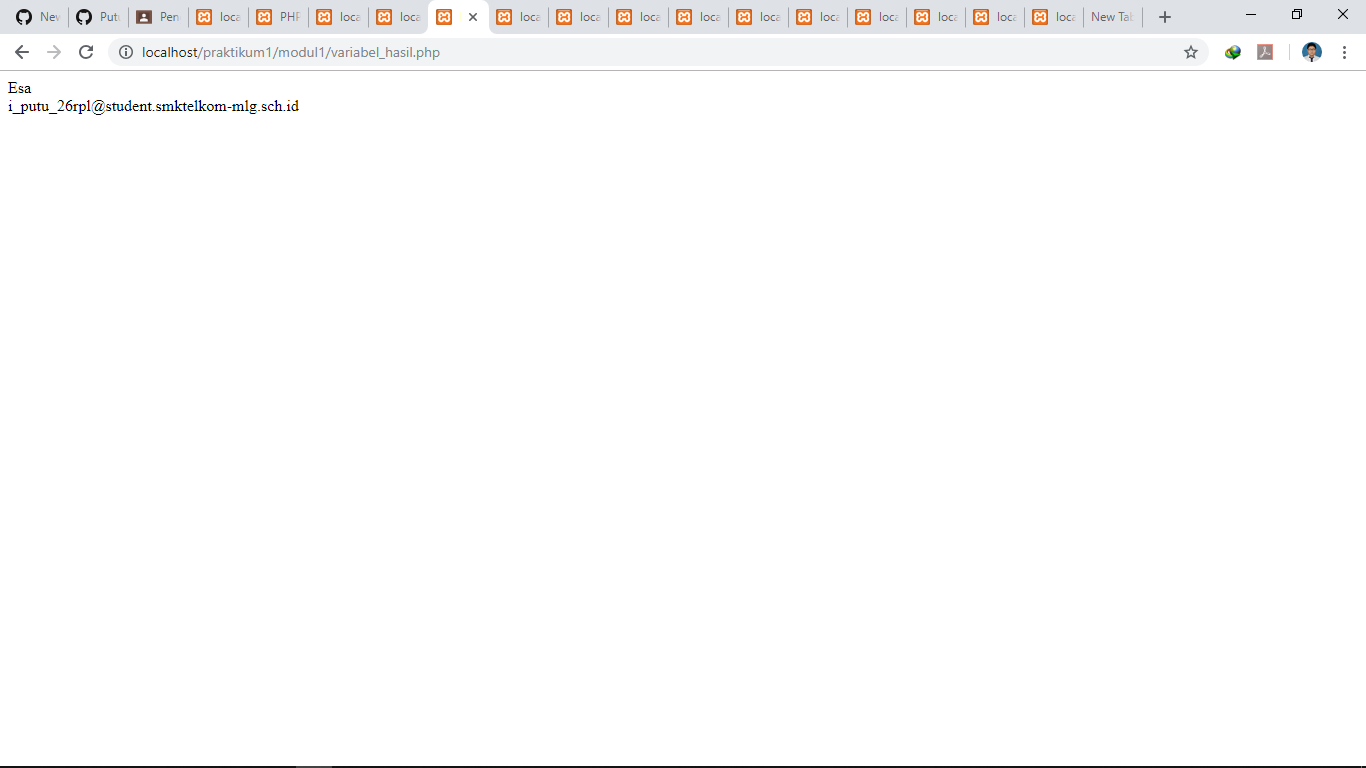 New
Putu
Pen
loca
PHP
loca
loca
loca
loca
loca
loca
loca
loca
loca
loca
loca
loca
New Tab
localhost/praktikum1/modul1/variabel_hasil.php
Esa
i_putu_26rpl@student.smktelkom-mlg.sch.id